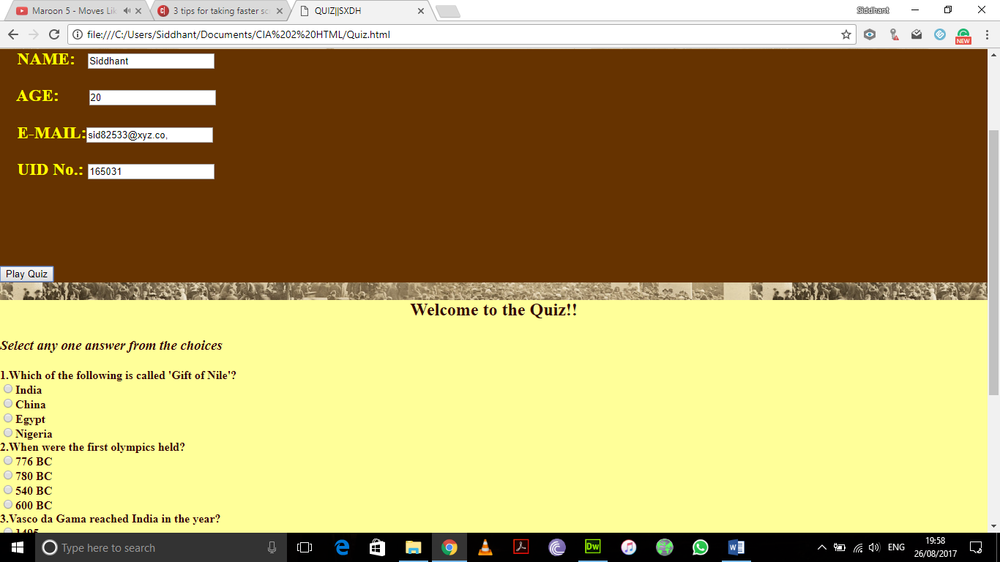 Maroon 5 - Moves Li
3 tips for taking faster sc
QUIZ||SXDH
Siddhant
file:///C:/Users/Siddhant/Documents/CIA%202%20HTML/Quiz.html
NEW
NAME: Siddhant
AGE: 20
E-MAIL: sid82533@xyz.co,
UID No.: 165031
Play Quiz
Welcome to the Quiz!!
Select any one answer from the choices
1.Which of the following is called 'Gift of Nile'?
India
China
Egypt
Nigeria
2.When were the first olympics held?
776 BC
780 BC
540 BC
600 BC
3.Vasco da Gama reached India in the year?
Type here to search
Dw
ENG
19:58
26/08/2017